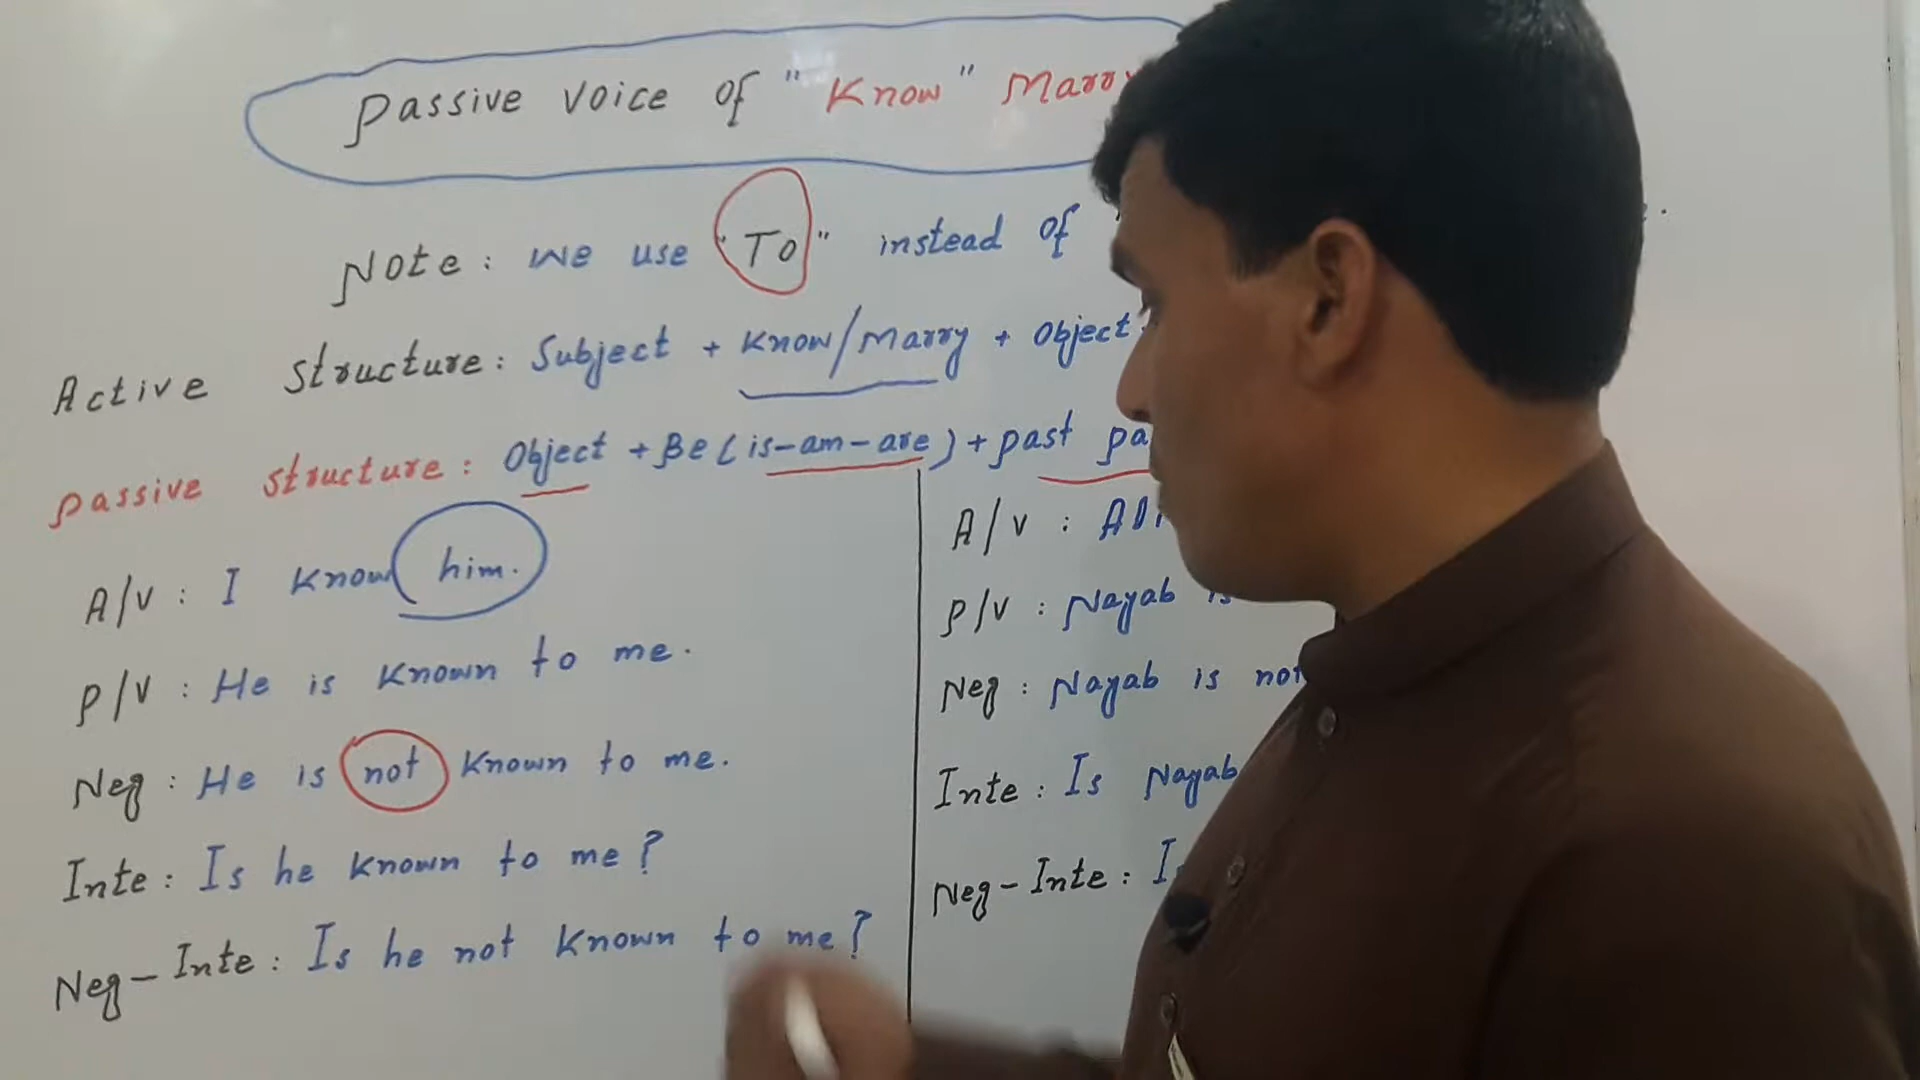 Passive Voice of "Know" Marry
Note: We use "To" instead of
Active Structure: Subject + Know/Marry + Object
Passive Structure: Object + Be (is-am-are) + Past
A/V: I Know him.
P/V: He is Known to me.
Neg: He is not Known to me.
Inte: Is he Known to me?
Neg-Inte: Is he not Known to me?
A/V:
P/V: Nayab is
Neg: Nayab is not
Inte: Is Nayab
Neg-Inte: Is